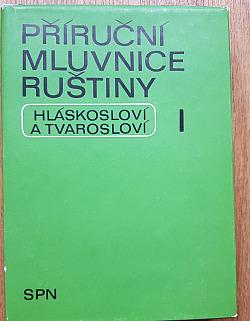 PŘÍRUČNÍ
MLUVNICE
RUŠTINY
HLÁSKOSLOVÍ
A TVAROSLOVÍ
I
SPN